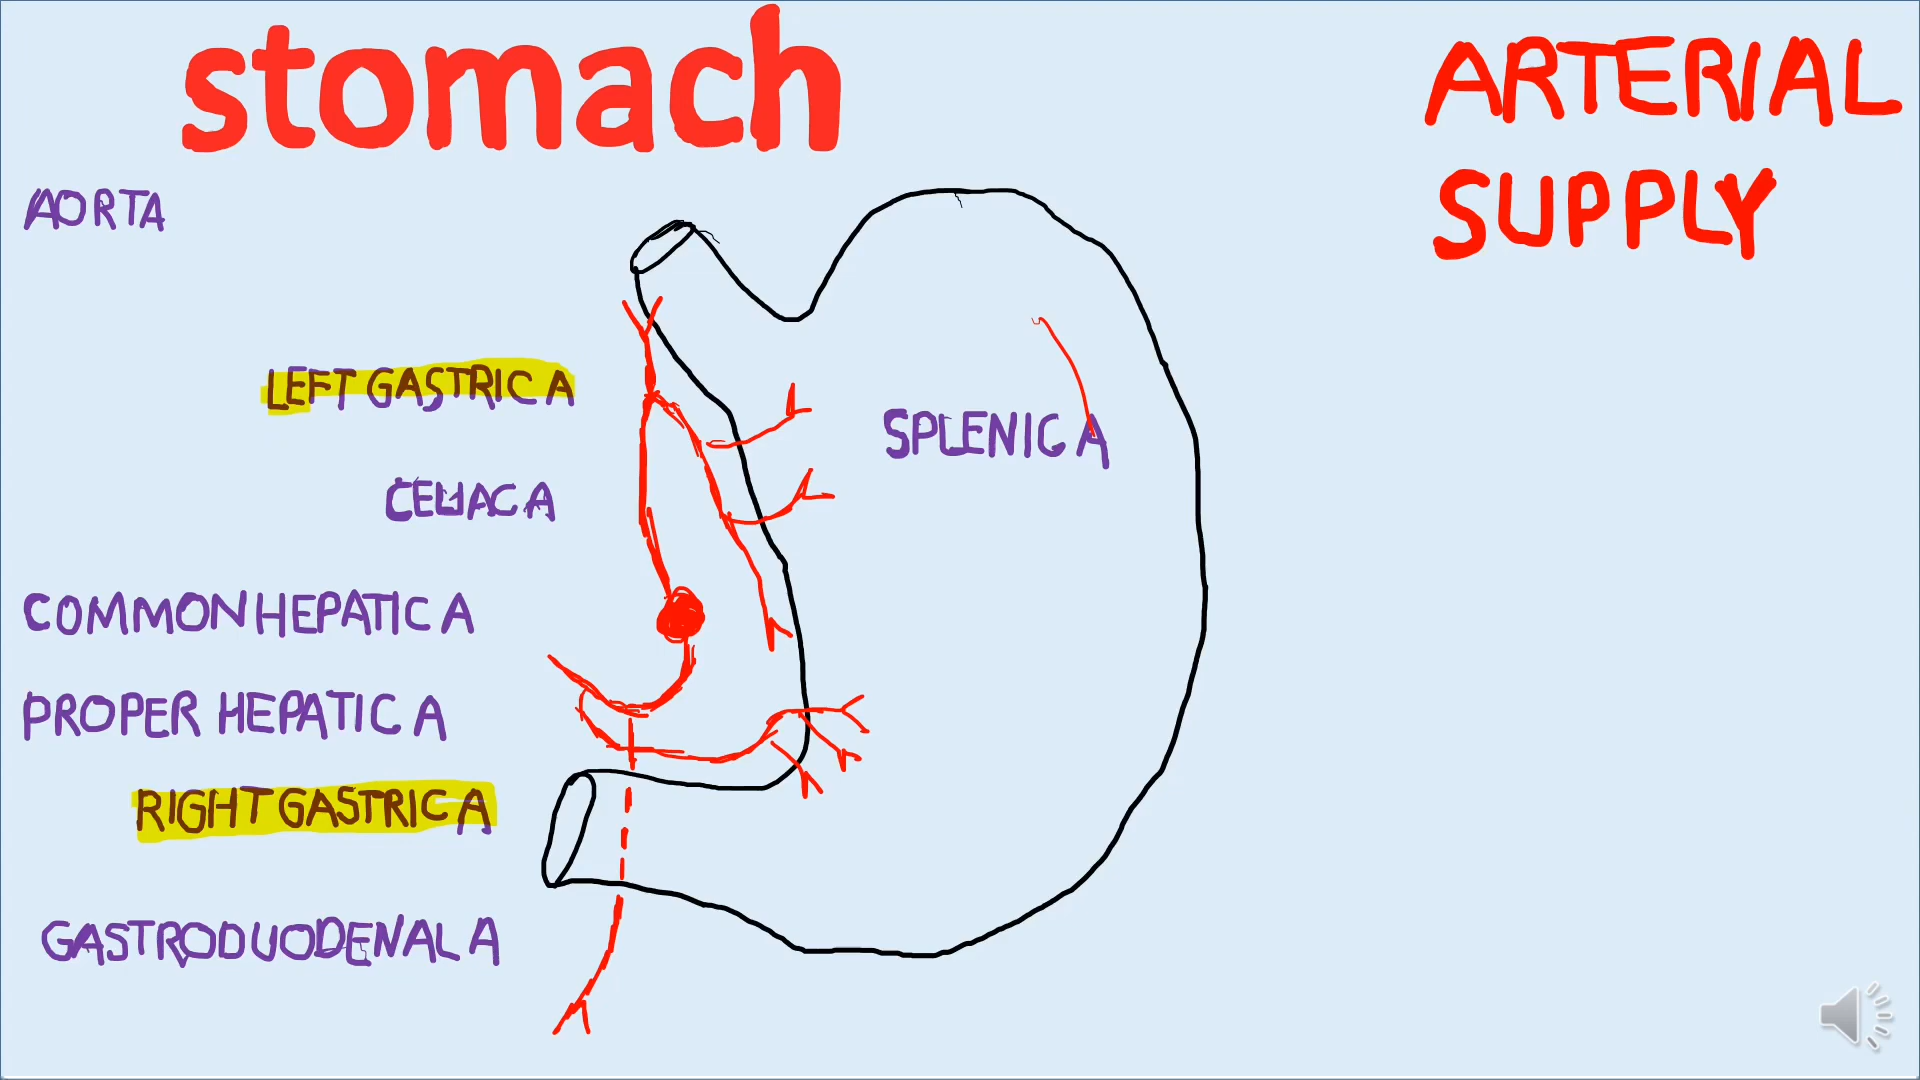 stomach
ARTERIAL
SUPPLY
AORTA
LEFT GASTRIC A
SPLENIC A
CELIAC A
COMMON HEPATIC A
PROPER HEPATIC A
RIGHT GASTRIC A
GASTRODUODENAL A